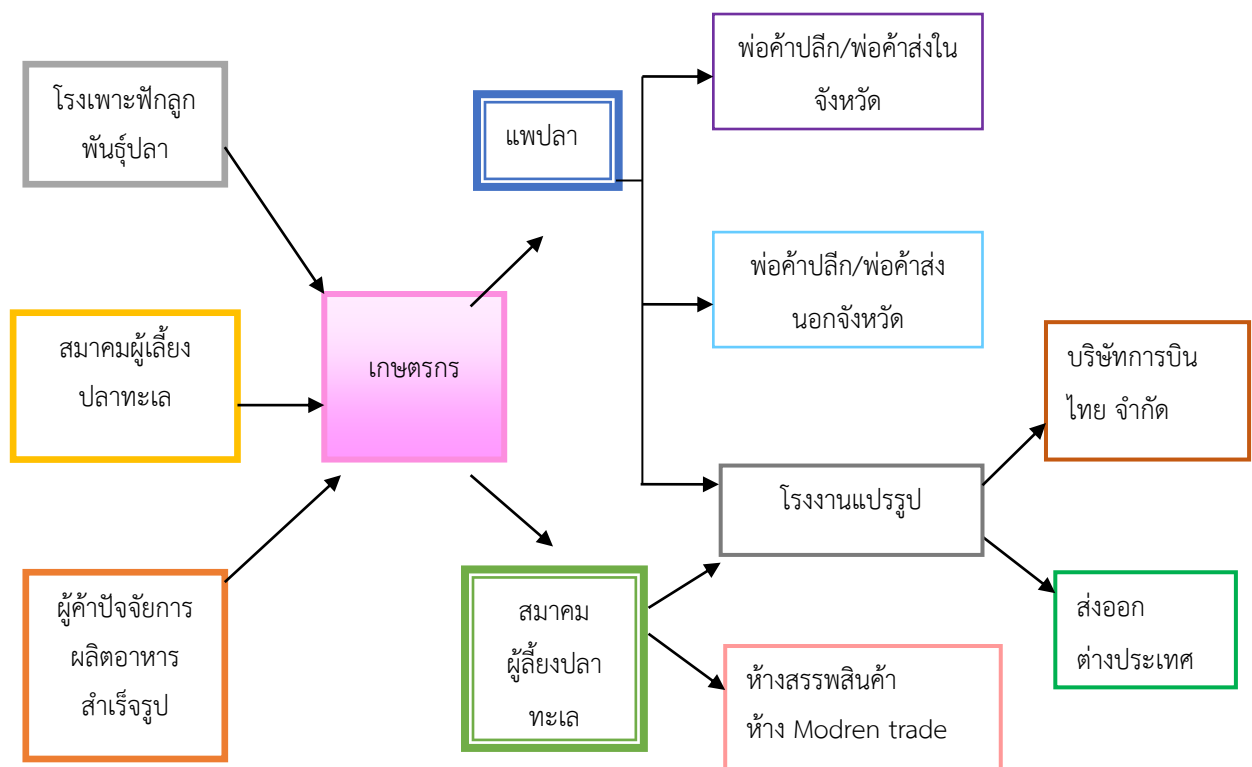 โรงเพาะฟักลูก
พันธุ์ปลา
สมาคมผู้เลี้ยง
ปลาทะเล
ผู้ค้าปัจจัยการ
ผลิตอาหาร
สำเร็จรูป
เกษตรกร
แพปลา
สมาคม
ผู้ลี้ยงปลา
ทะเล
พ่อค้าปลีก/พ่อค้าส่งใน
จังหวัด
พ่อค้าปลีก/พ่อค้าส่ง
นอกจังหวัด
โรงงานแปรรูป
ห้างสรรพสินค้า
ห้าง Modren trade
บริษัทการบิน
ไทย จำกัด
ส่งออก
ต่างประเทศ